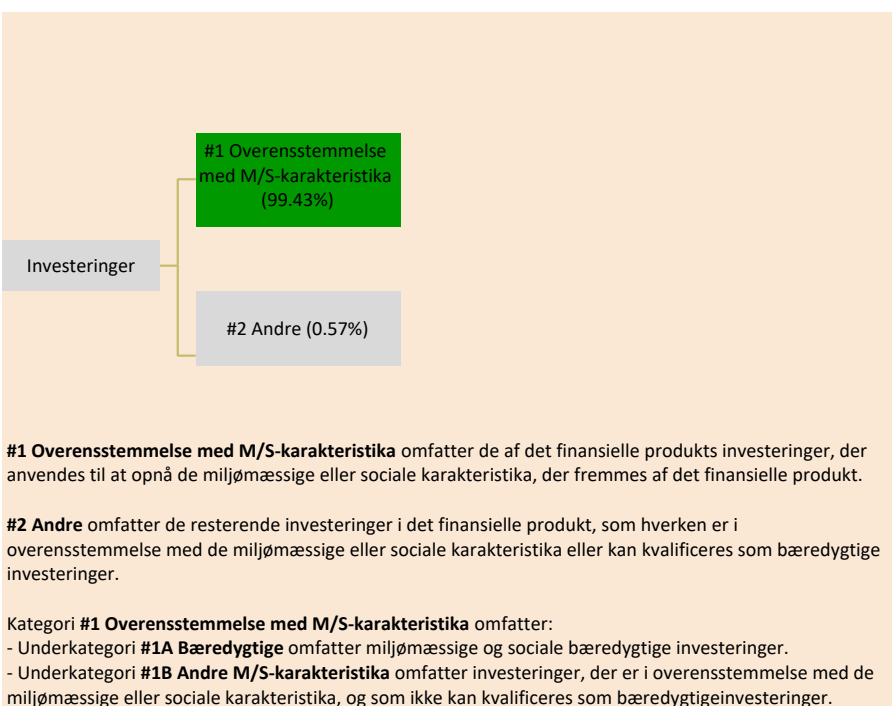 #1 Overensstemmelse
med M/S-karakteristika
(99.43%)
Investeringer
#2 Andre (0.57%)
#1 Overensstemmelse med M/S-karakteristika omfatter de af det finansielle produkts investeringer, der
anvendes til at opnå de miljømæssige eller sociale karakteristika, der fremmes af det finansielle produkt.
#2 Andre omfatter de resterende investeringer i det finansielle produkt, som hverken er i
overensstemmelse med de miljømæssige eller sociale karakteristika eller kan kvalificeres som bæredygtige
investeringer.
Kategori #1 Overensstemmelse med M/S-karakteristika omfatter:
- Underkategori #1A Bæredygtige omfatter miljømæssige og sociale bæredygtige investeringer.
- Underkategori #1B Andre M/S-karakteristika omfatter investeringer, der er i overensstemmelse med de
miljømæssige eller sociale karakteristika, og som ikke kan kvalificeres som bæredygtigeinvesteringer.